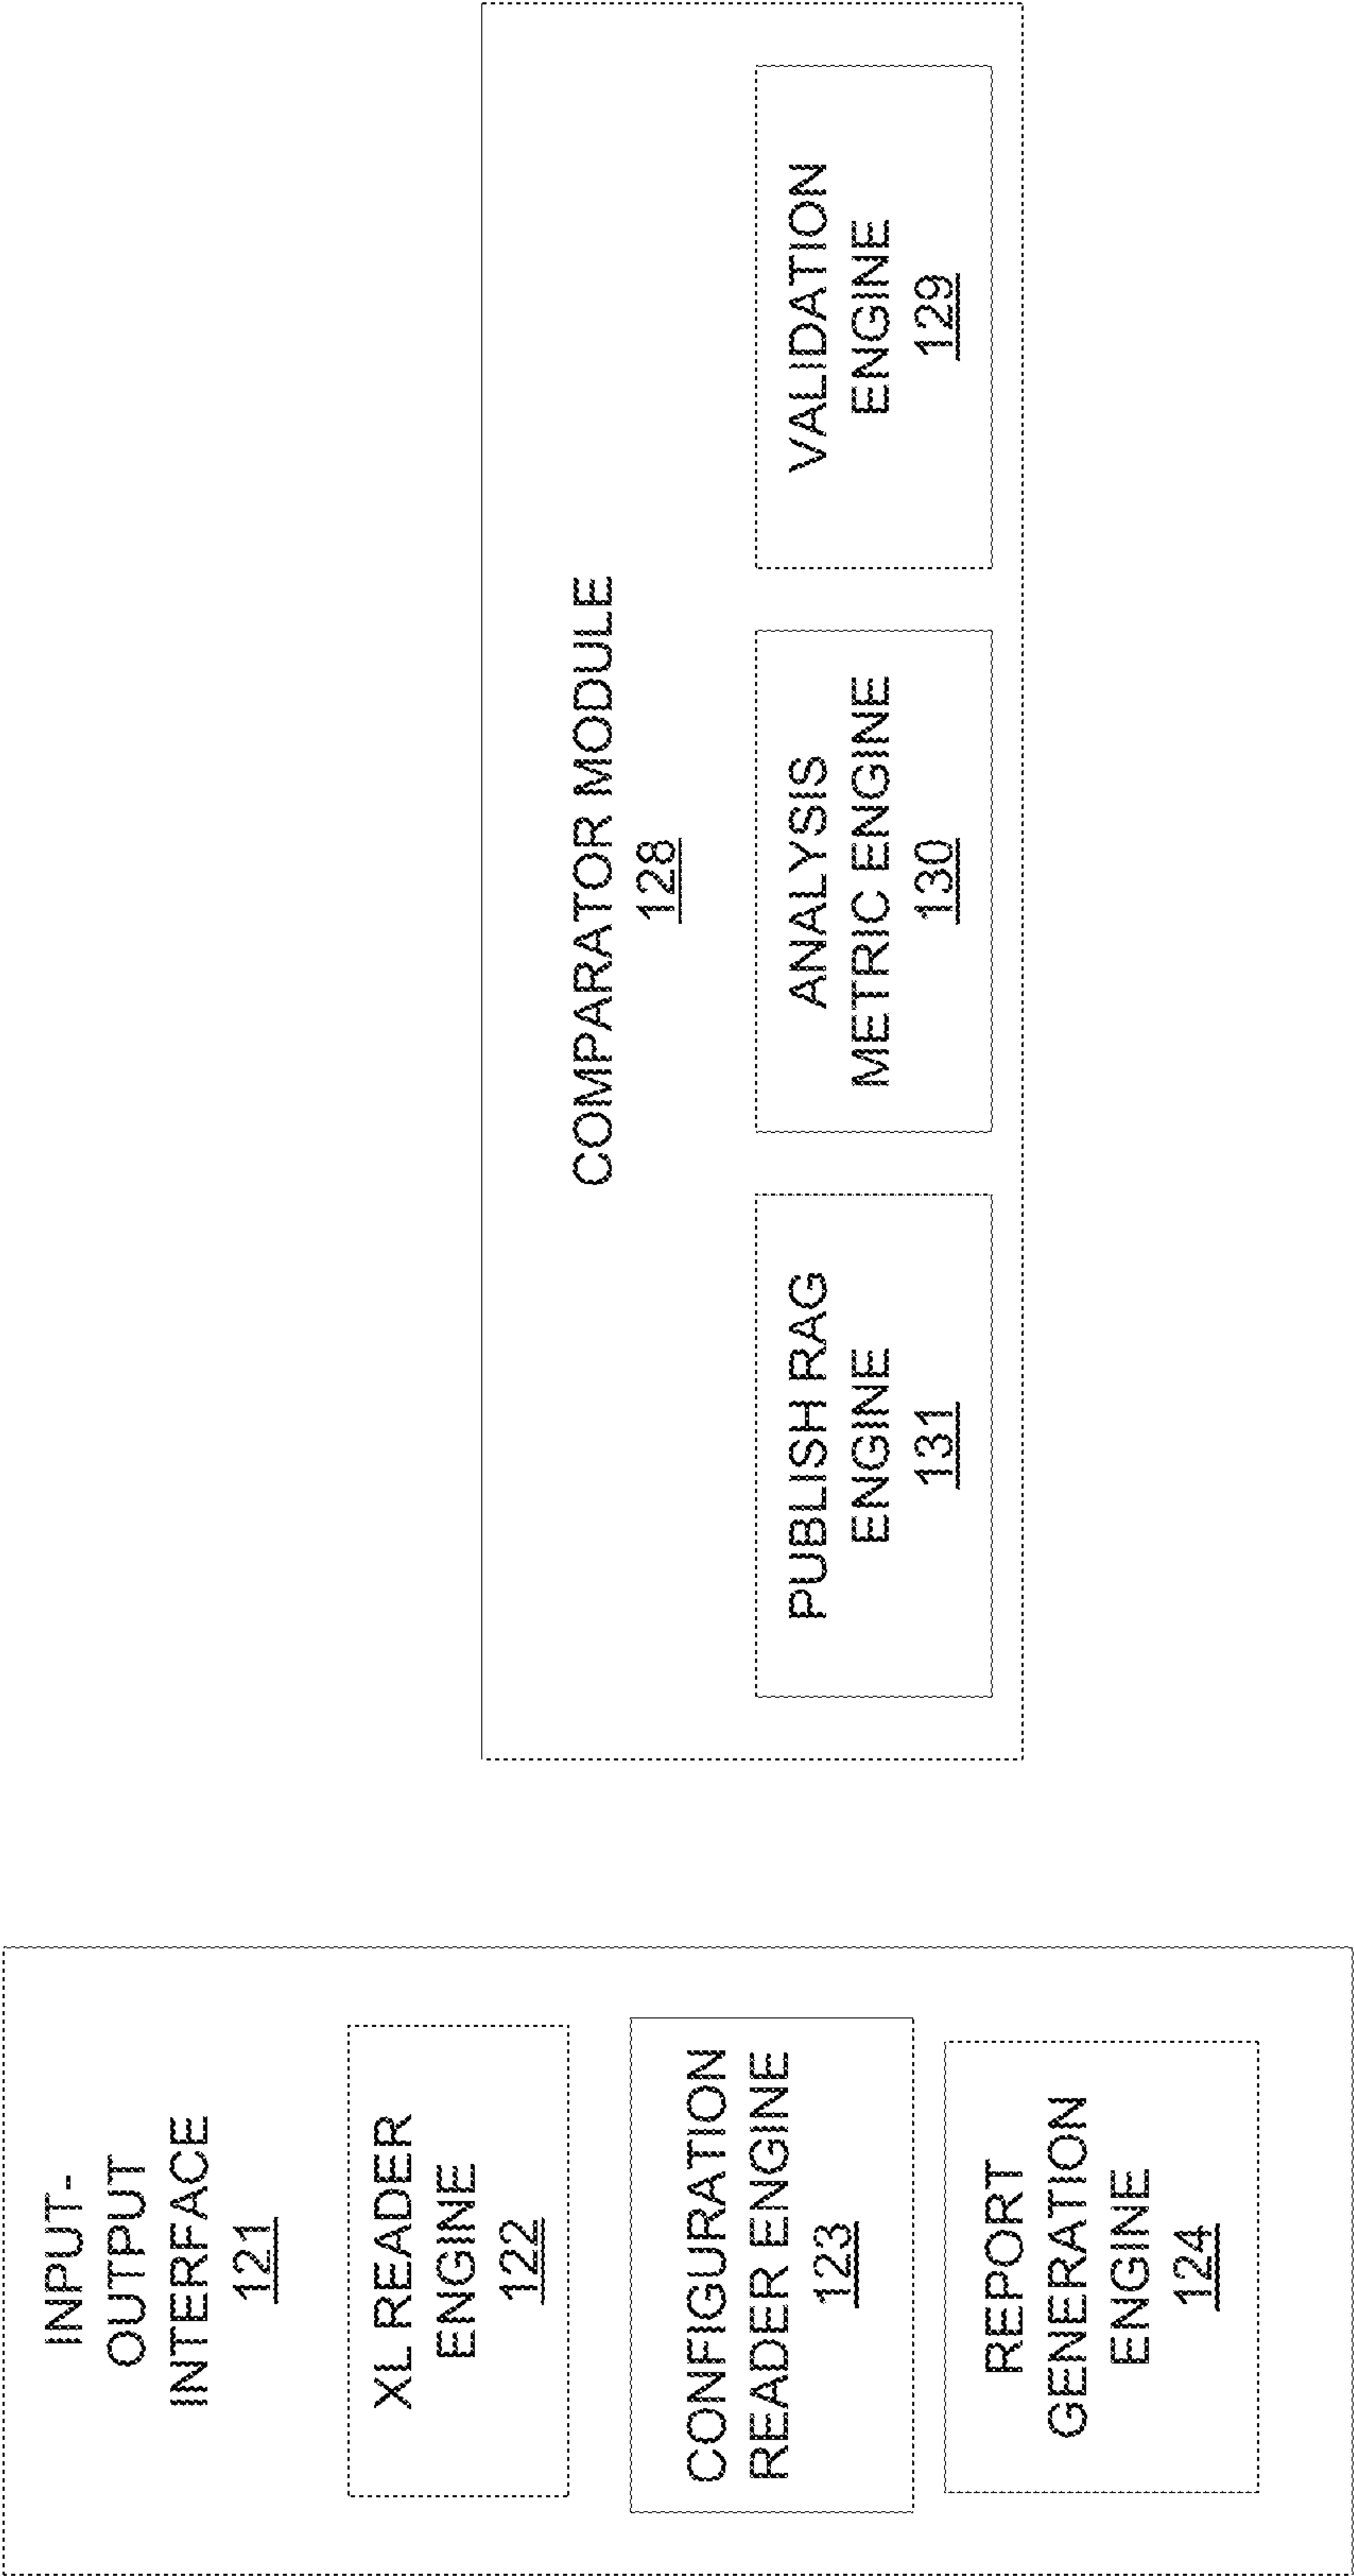 INPUT-
OUTPUT
INTERFACE
121
XL READER
ENGINE
122
CONFIGURATION
READER ENGINE
123
REPORT
GENERATION
ENGINE
124
COMPARATOR MODULE
128
PUBLISH RAG
ENGINE
131
ANALYSIS
METRIC ENGINE
130
VALIDATION
ENGINE
129